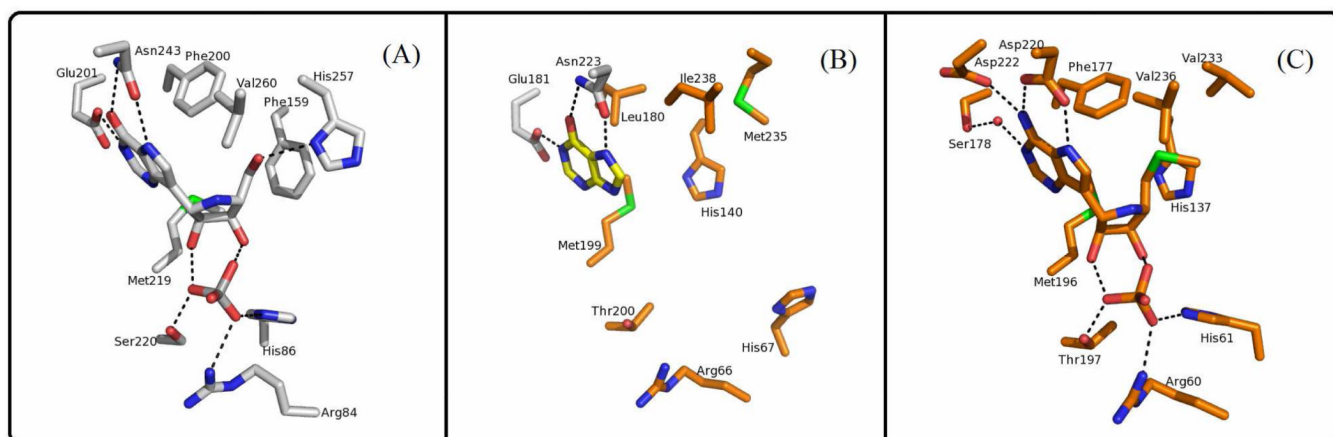 (A)
Asn243
Phe200
Glu201
Val260
His257
Phe159
Met219
Ser220
His86
Arg84
(B)
Asn223
Glu181
Ile238
Leu180
Met235
His140
Met199
Thr200
His67
Arg66
(C)
Asp220
Asp222
Phe177
Val233
Val236
Ser178
His137
Met196
Thr197
His61
Arg60